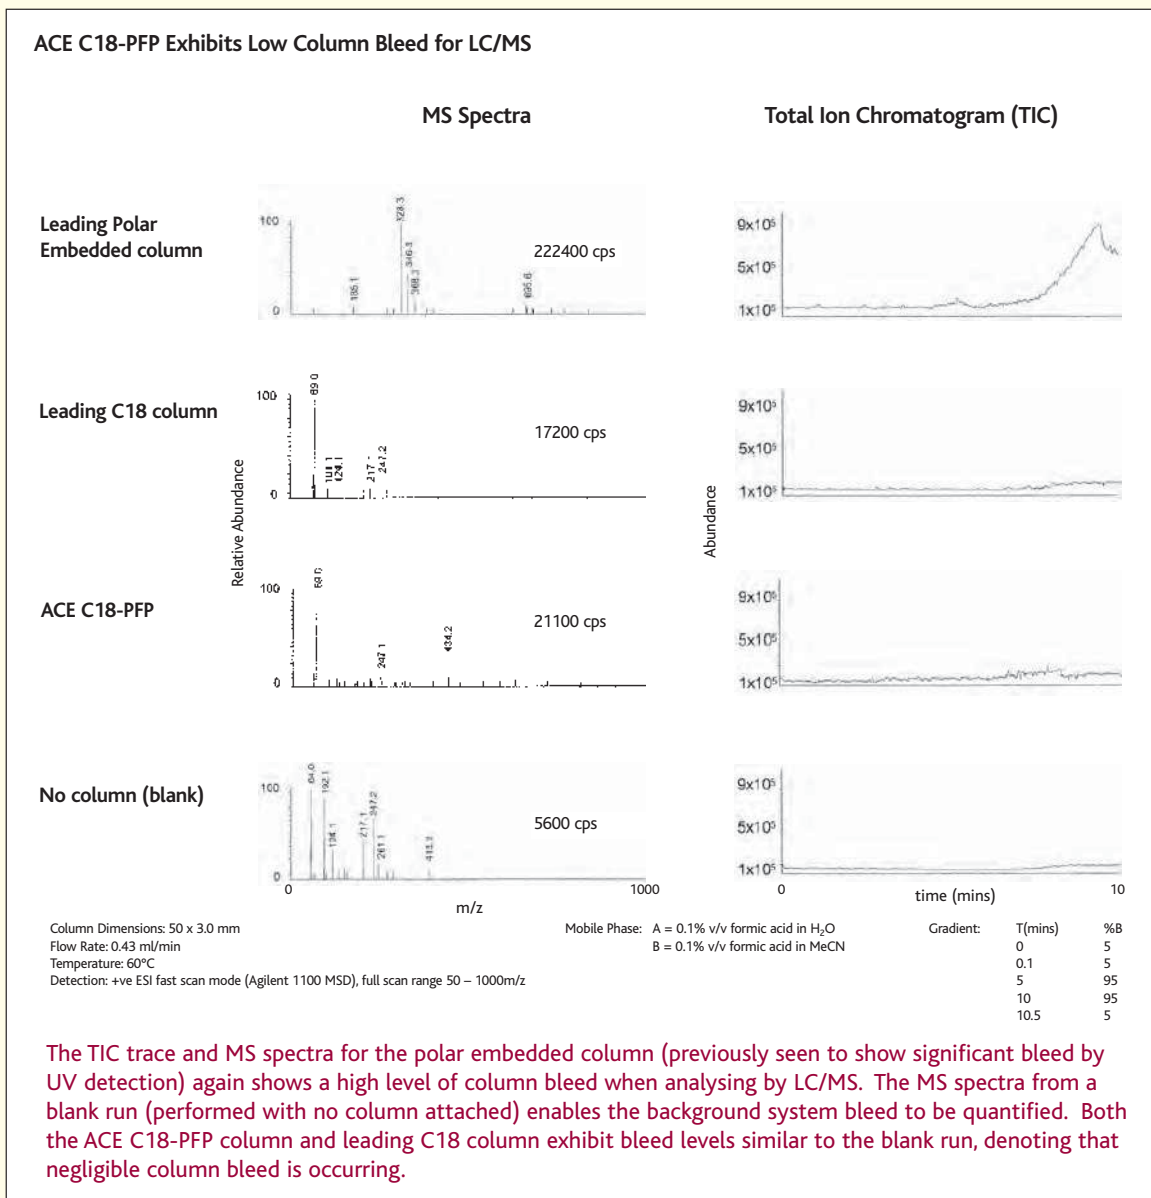 ACE C18-PFP Exhibits Low Column Bleed for LC/MS
MS Spectra
Total Ion Chromatogram (TIC)
Leading Polar
Embedded column
100
0
185.1
328.3
346.3
368.3
695.6
222400 cps
9x10⁵
5x10⁵
1x10⁵
Leading C18 column
100
0
69.0
217.
247.2
17200 cps
9x10⁵
5x10⁵
1x10⁵
Relative Abundance
Abundance
ACE C18-PFP
100
0
247.1
434.2
21100 cps
9x10⁵
5x10⁵
1x10⁵
No column (blank)
100
0
192.1
134.1
217.1
247.2
261.1
5600 cps
9x10⁵
5x10⁵
1x10⁵
0
1000
m/z
0
10
time (mins)
Column Dimensions: 50 x 3.0 mm
Flow Rate: 0.43 ml/min
Temperature: 60°C
Detection: +ve ESI fast scan mode (Agilent 1100 MSD), full scan range 50 – 1000m/z
Mobile Phase: A = 0.1% v/v formic acid in H₂O
B = 0.1% v/v formic acid in MeCN
Gradient: T(mins) %B
0 5
0.1 5
5 95
10 95
10.5 5
The TIC trace and MS spectra for the polar embedded column (previously seen to show significant bleed by
UV detection) again shows a high level of column bleed when analysing by LC/MS. The MS spectra from a
blank run (performed with no column attached) enables the background system bleed to be quantified. Both
the ACE C18-PFP column and leading C18 column exhibit bleed levels similar to the blank run, denoting that
negligible column bleed is occurring.